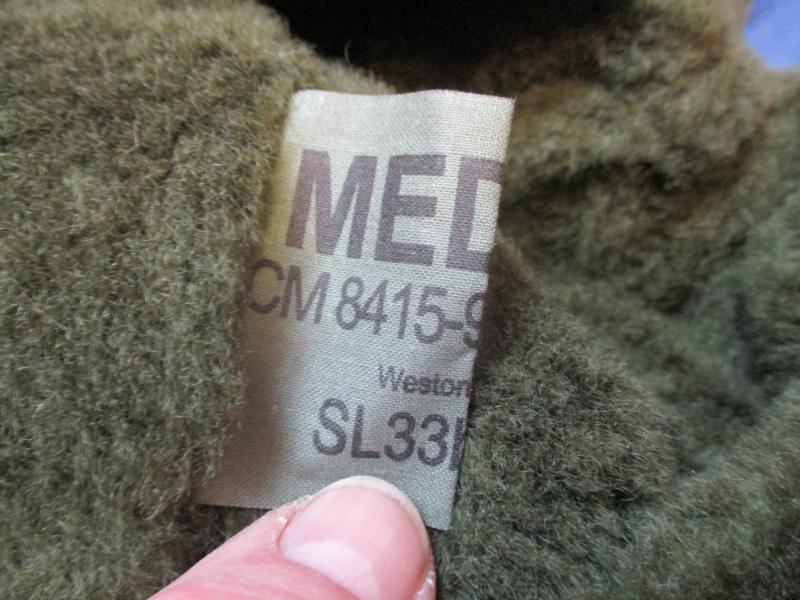 MED
CM 8415-9
Weston
SL33